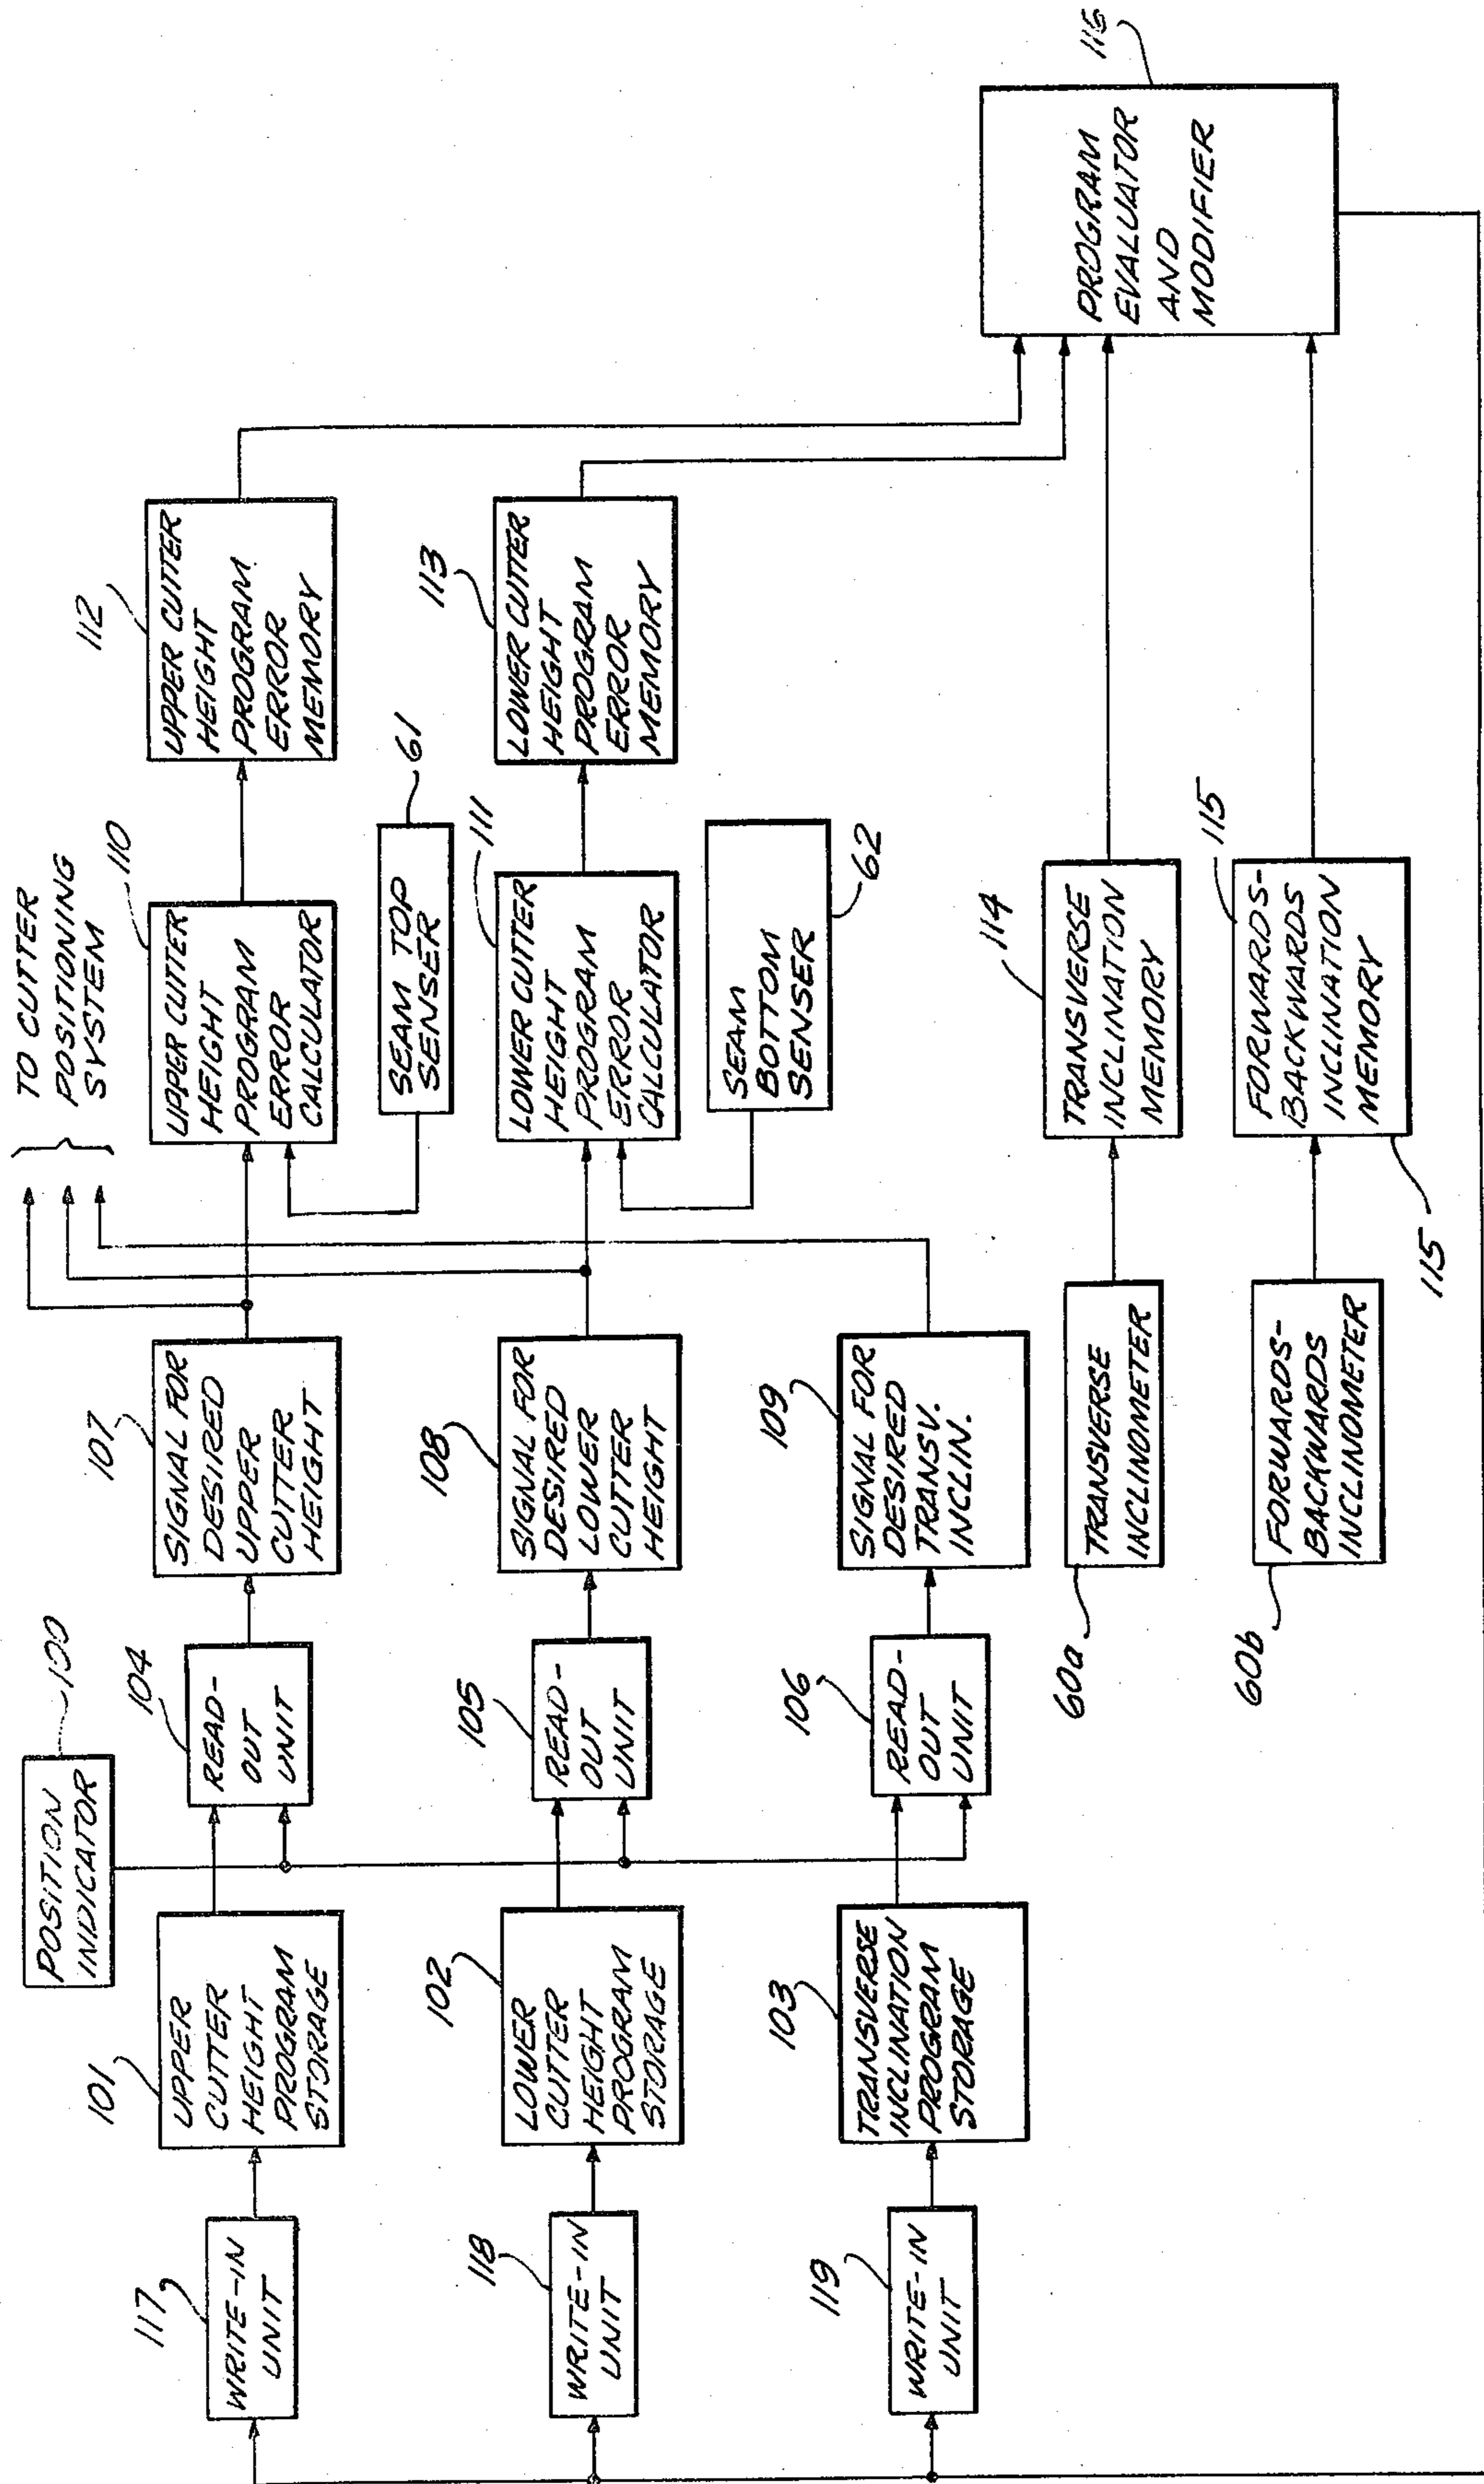 TO CUTTER
POSITIONING
SYSTEM
100
POSITION
INDICATOR
117
WRITE-IN
UNIT
101
UPPER
CUTTER
HEIGHT
PROGRAM
STORAGE
104
READ-
OUT
UNIT
107
SIGNAL FOR
DESIRED
UPPER
CUTTER
HEIGHT
110
UPPER CUTTER
HEIGHT
PROGRAM
ERROR
CALCULATOR
112
UPPER CUTTER
HEIGHT
PROGRAM
ERROR
MEMORY
SEAM TOP
SENSER
61
118
WRITE-IN
UNIT
102
LOWER
CUTTER
HEIGHT
PROGRAM
STORAGE
105
READ-
OUT
UNIT
108
SIGNAL FOR
DESIRED
LOWER
CUTTER
HEIGHT
111
LOWER CUTTER
HEIGHT
PROGRAM
ERROR
CALCULATOR
113
LOWER CUTTER
HEIGHT
PROGRAM
ERROR
MEMORY
SEAM
BOTTOM
SENSER
62
119
WRITE-IN
UNIT
103
TRANSVERSE
INCLINATION
PROGRAM
STORAGE
106
READ-
OUT
UNIT
109
SIGNAL FOR
DESIRED
TRANSV.
INCLIN.
60a
TRANSVERSE
INCLINOMETER
114
TRANSVERSE
INCLINATION
MEMORY
60b
FORWARDS-
BACKWARDS
INCLINOMETER
115
FORWARDS-
BACKWARDS
INCLINATION
MEMORY
115
116
PROGRAM
EVALUATOR
AND
MODIFIER